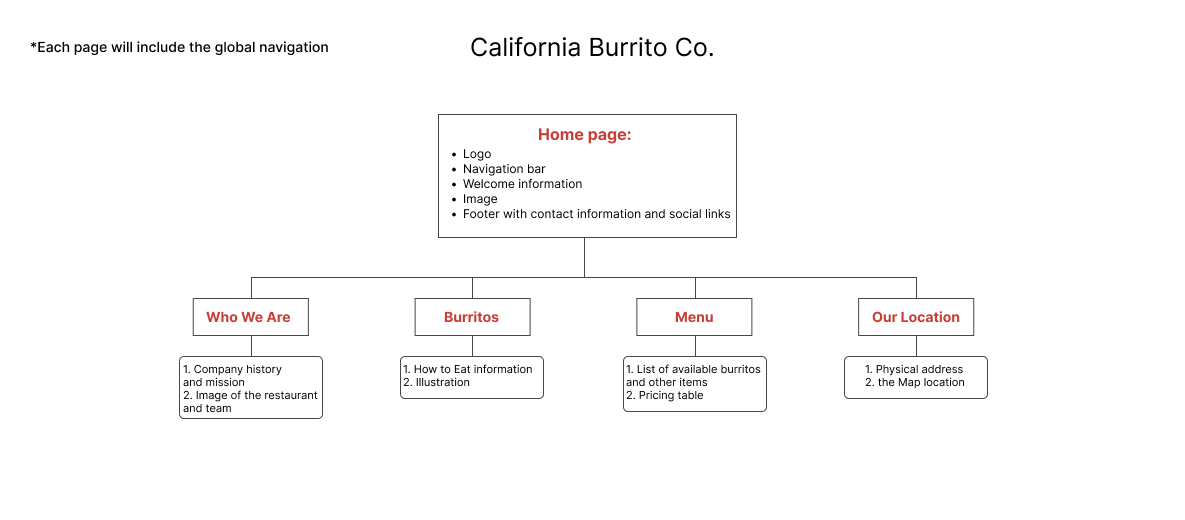 *Each page will include the global navigation
California Burrito Co.
Home page:
• Logo
• Navigation bar
• Welcome information
• Image
• Footer with contact information and social links
Who We Are
Burritos
Menu
Our Location
1. Company history
and mission
2. Image of the restaurant
and team
1. How to Eat information
2. Illustration
1. List of available burritos
and other items
2. Pricing table
1. Physical address
2. the Map location